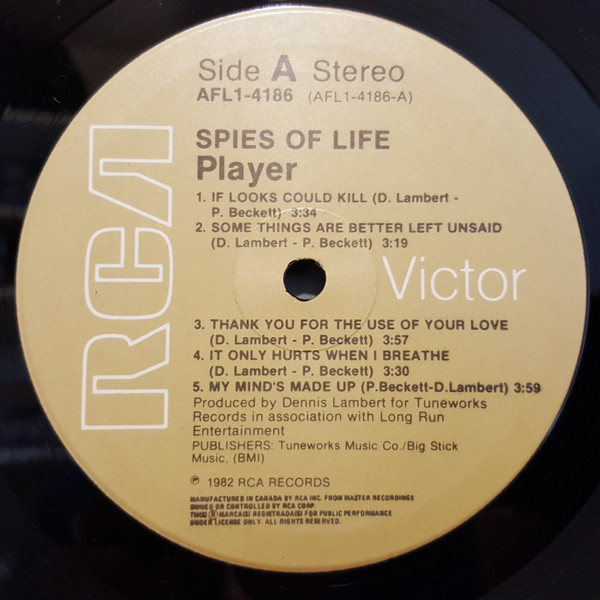 Side A Stereo
AFL1-4186 (AFL1-4186-A)
SPIES OF LIFE
Player
1. IF LOOKS COULD KILL (D. Lambert -
P. Beckett) 3:34
2. SOME THINGS ARE BETTER LEFT UNSAID
(D. Lambert - P. Beckett) 3:19
RCA
Victor
3. THANK YOU FOR THE USE OF YOUR LOVE
(D. Lambert - P. Beckett) 3:57
4. IT ONLY HURTS WHEN I BREATHE
(D. Lambert - P. Beckett) 3:30
5. MY MIND'S MADE UP (P.Beckett-D.Lambert) 3:59
Produced by Dennis Lambert for Tuneworks
Records in association with Long Run
Entertainment
PUBLISHERS: Tuneworks Music Co./Big Stick
Music. (BMI)
℗ 1982 RCA RECORDS
MANUFACTURED IN CANADA BY RCA INC. FROM MASTER RECORDINGS
OWNED OR CONTROLLED BY RCA CORP.
TM(S) ® MARCA(S) REGISTRADA(S) FOR PUBLIC PERFORMANCE
UNDER LICENSE ONLY. ALL RIGHTS RESERVED.